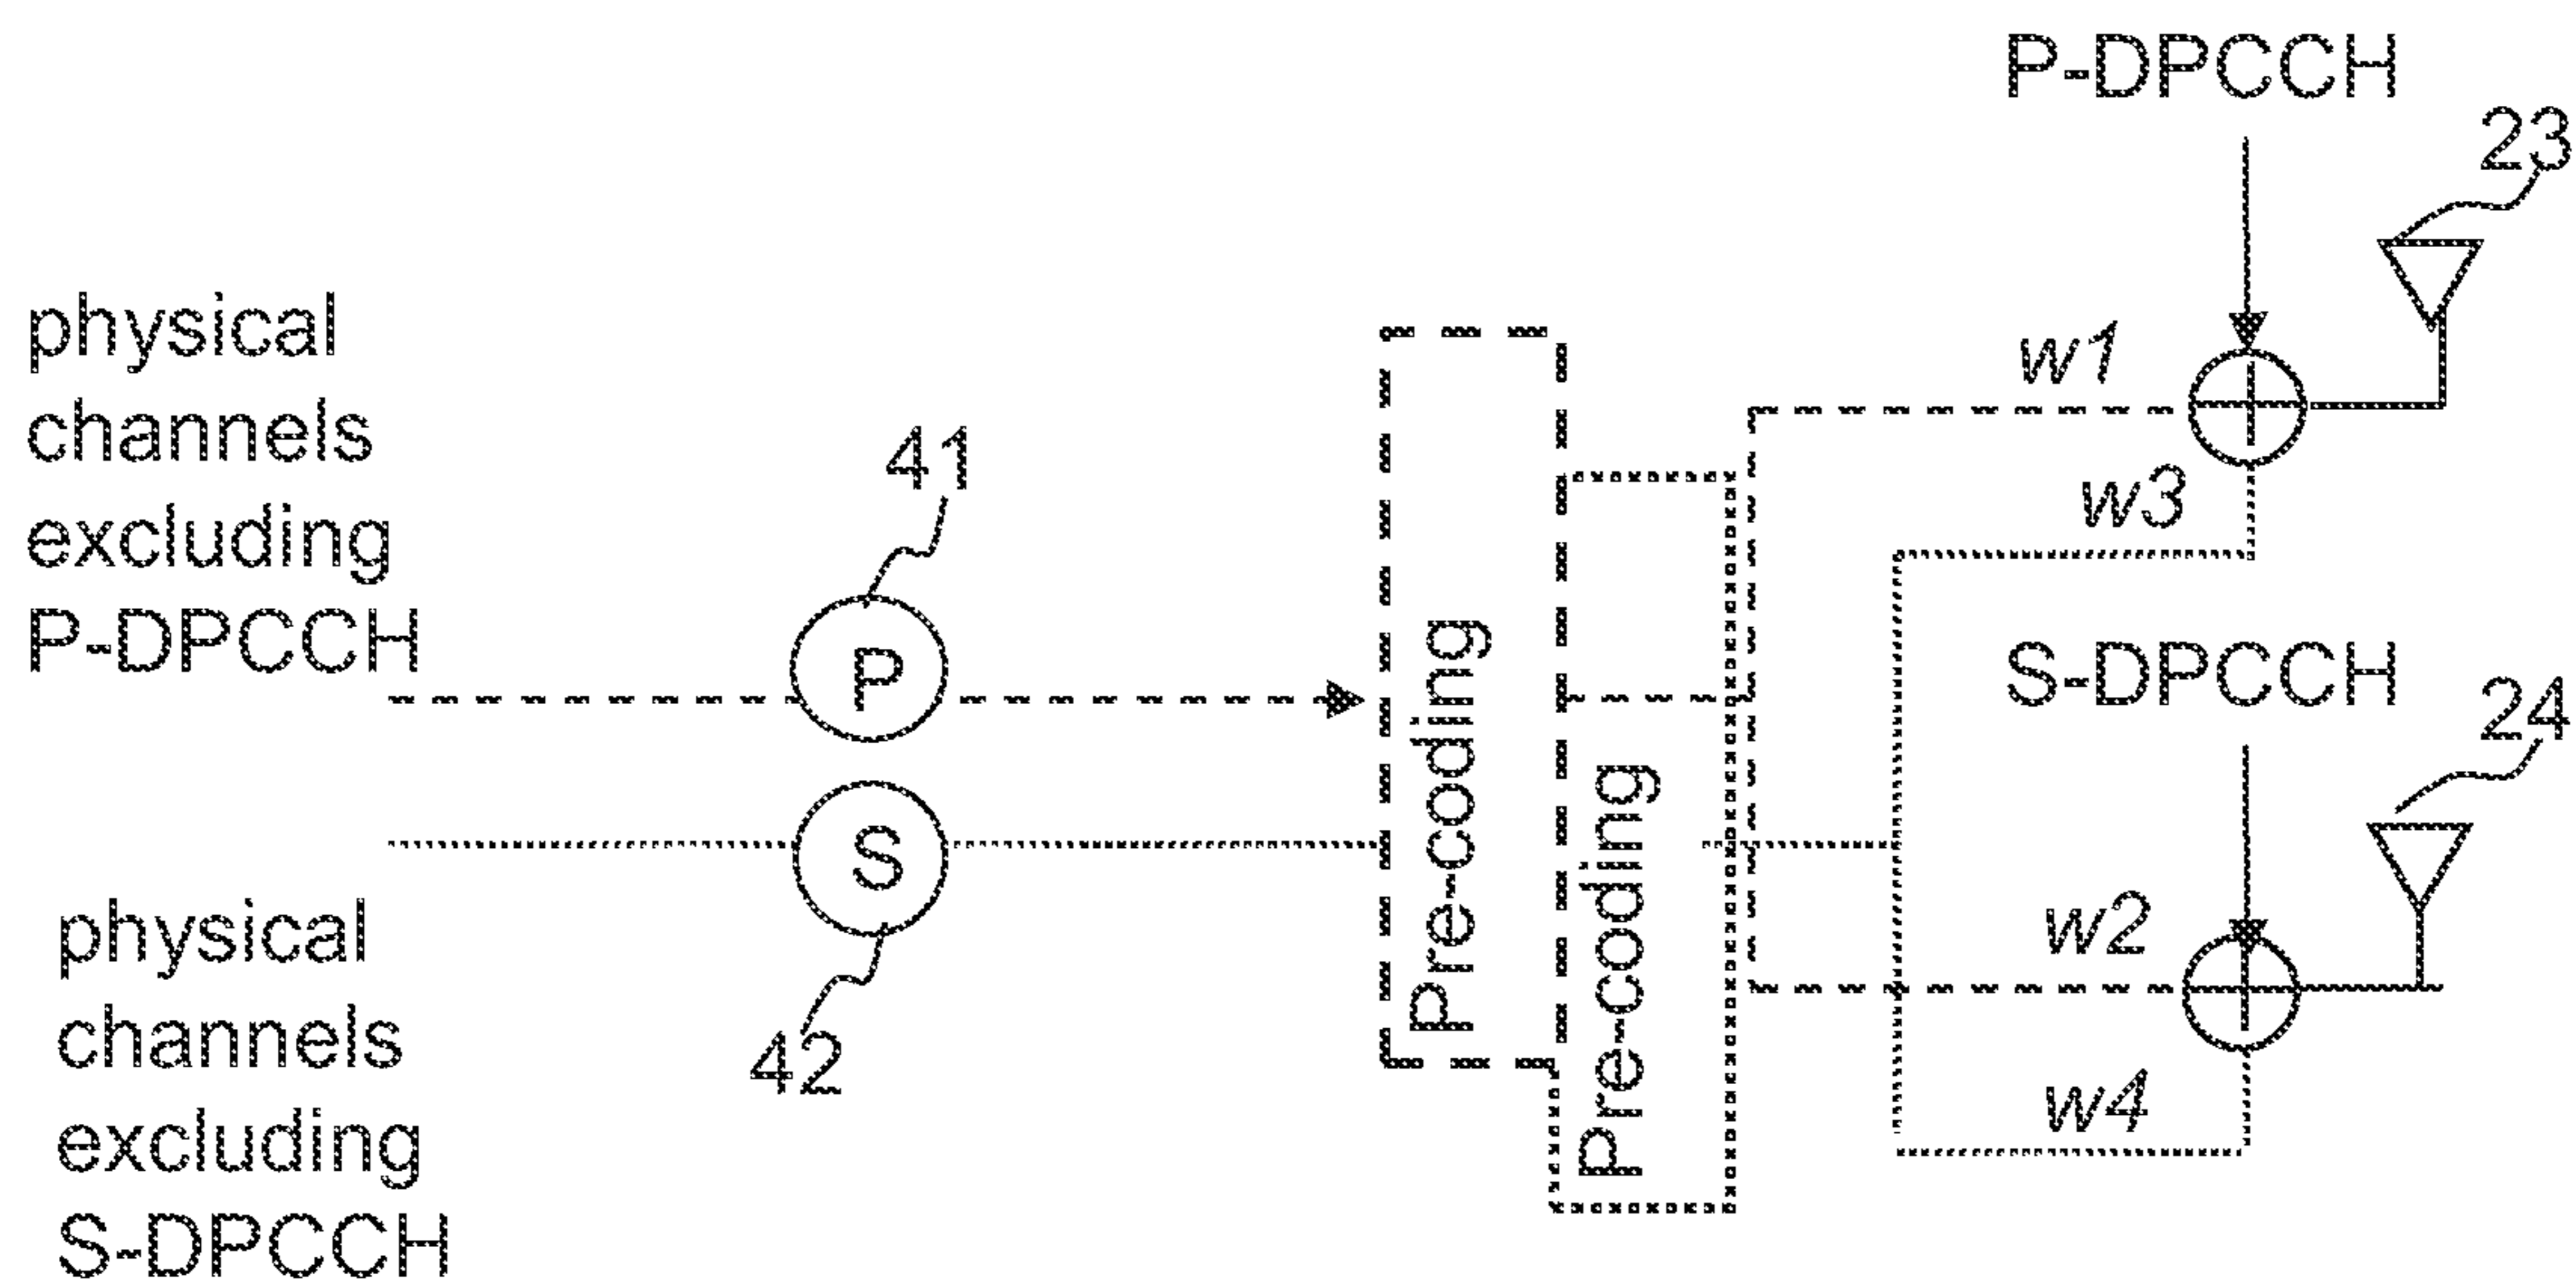 P-DPCCH
23
physical
channels
excluding
P-DPCCH
41
P
w1
w3
S-DPCCH
24
Pre-coding
Pre-coding
S
42
w2
w4
physical
channels
excluding
S-DPCCH